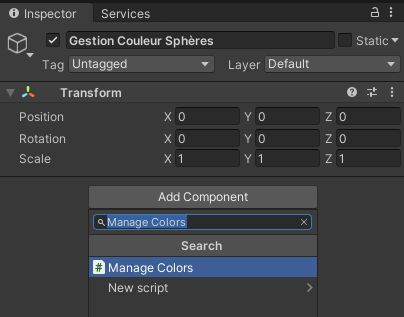 Inspector Services
Gestion Couleur Sphères Static
Tag Untagged Layer Default
Transform
Position X 0 Y 0 Z 0
Rotation X 0 Y 0 Z 0
Scale X 1 Y 1 Z 1
Add Component
Manage Colors
Search
# Manage Colors
New script